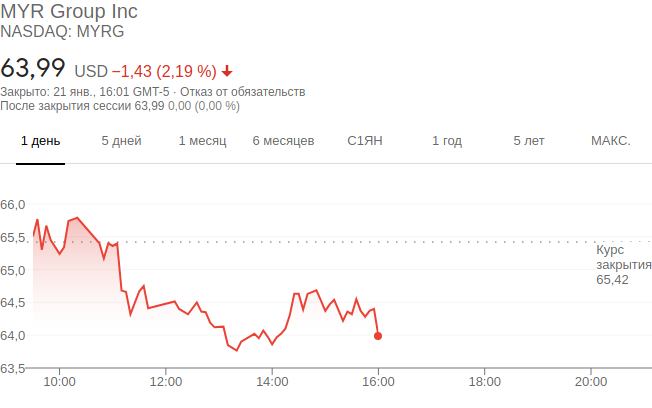 MYR Group Inc
NASDAQ: MYRG
63,99 USD −1,43 (2,19 %)
Закрыто: 21 янв., 16:01 GMT-5 · Отказ от обязательств
После закрытия сессии 63,99 0,00 (0,00 %)
1 день 5 дней 1 месяц 6 месяцев С1ЯН 1 год 5 лет МАКС.
66,0
65,5
Курс
закрытия
65,42
65,0
64,5
64,0
63,5
10:00 12:00 14:00 16:00 18:00 20:00